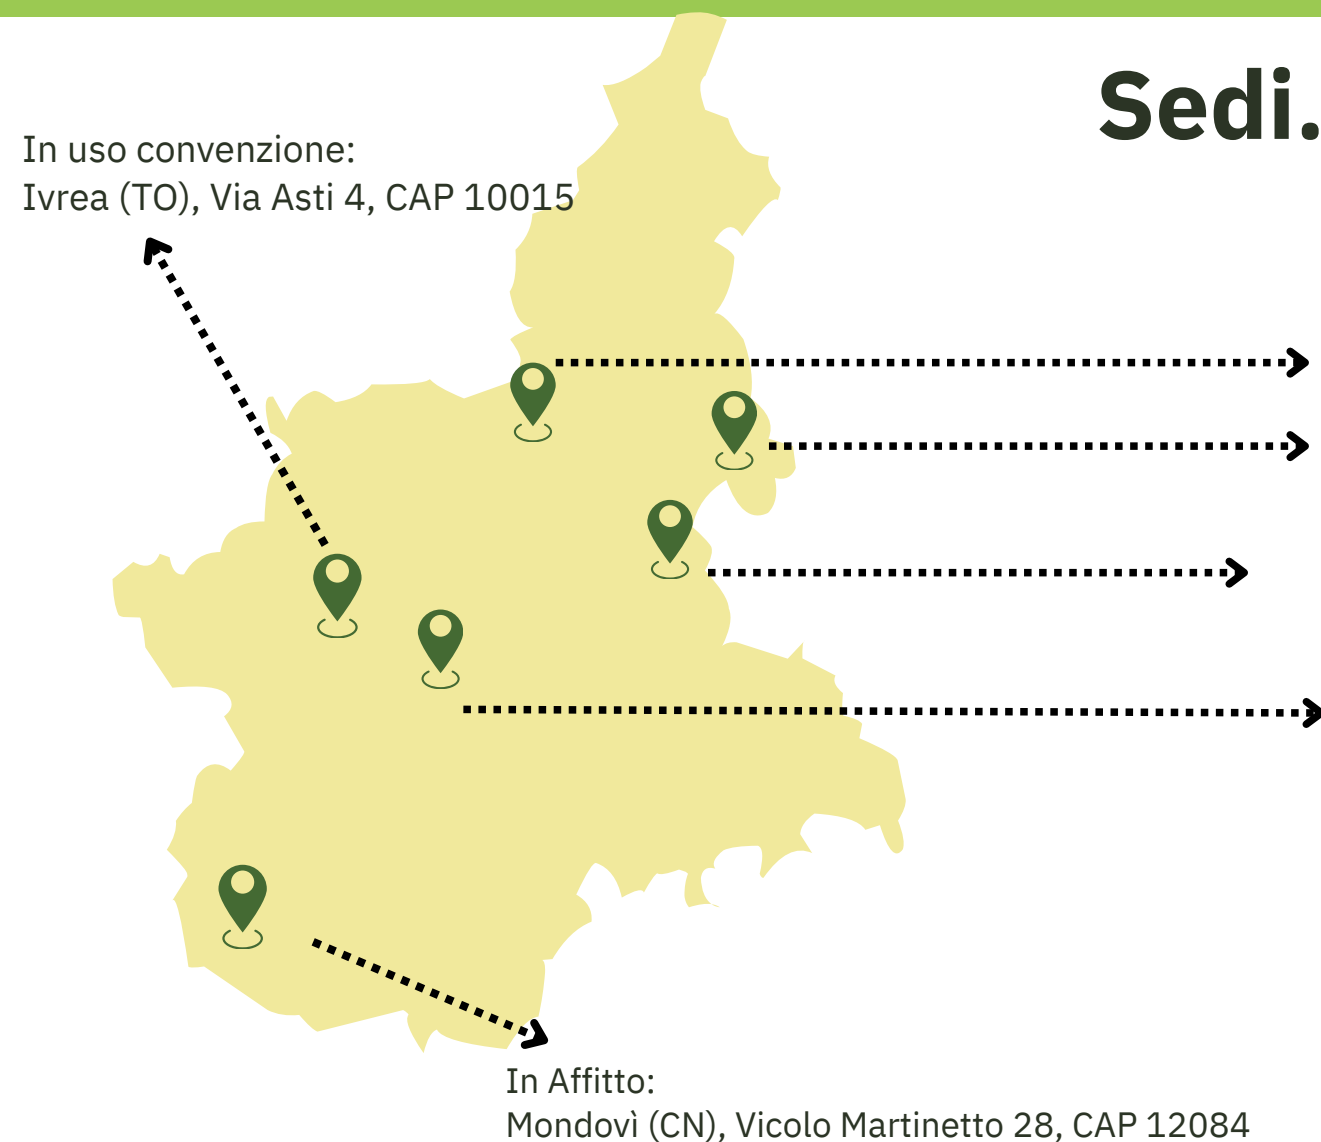 Sedi.
In uso convenzione:
Ivrea (TO), Via Asti 4, CAP 10015
In Affitto:
Mondovì (CN), Vicolo Martinetto 28, CAP 12084